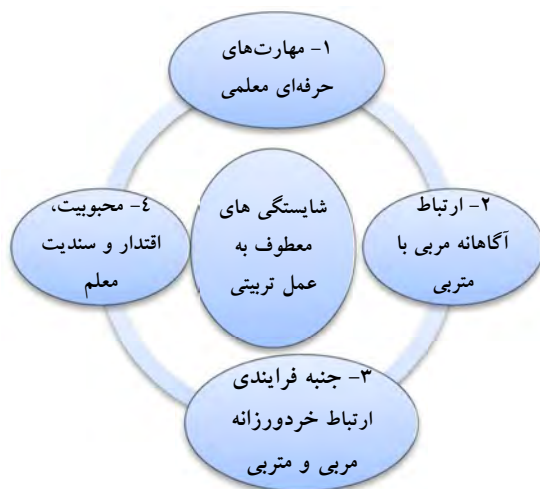 ۱- مهارت‌های
حرفه‌ای معلمی
۲- ارتباط
آگاهانه مربی با
متربی
شایستگی های
معطوف به
عمل تربیتی
٤- محبوبیت،
اقتدار و سندیت
معلم
۳- جنبه فرایندی
ارتباط خردورزانه
مربی و متربی